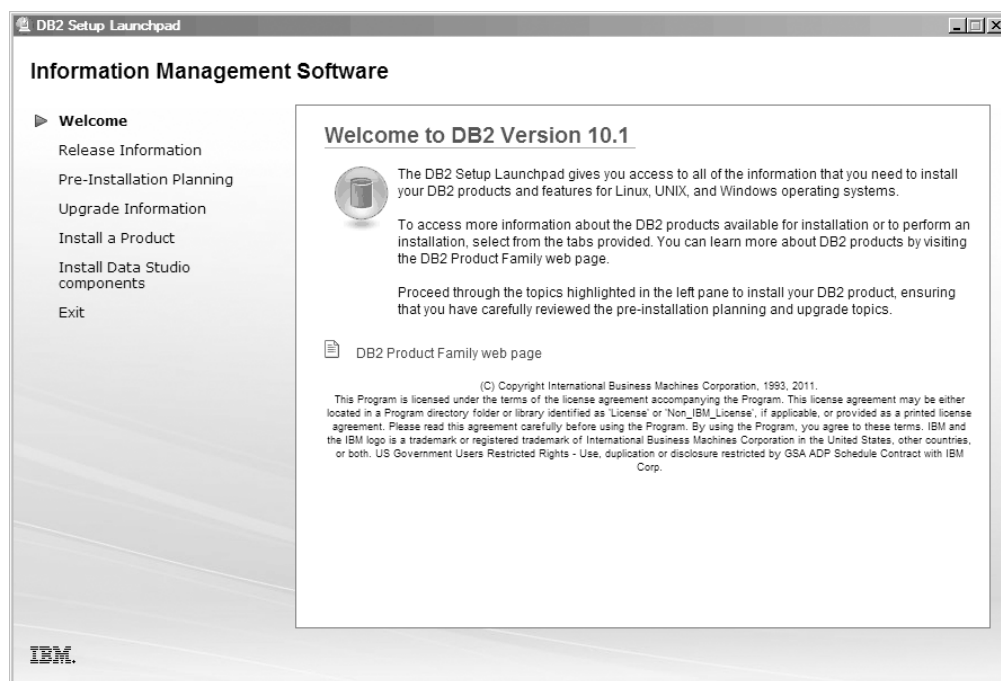 DB2 Setup Launchpad
Information Management Software
Welcome
Release Information
Pre-Installation Planning
Upgrade Information
Install a Product
Install Data Studio
components
Exit
Welcome to DB2 Version 10.1
The DB2 Setup Launchpad gives you access to all of the information that you need to install
your DB2 products and features for Linux, UNIX, and Windows operating systems.
To access more information about the DB2 products available for installation or to perform an
installation, select from the tabs provided. You can learn more about DB2 products by visiting
the DB2 Product Family web page.
Proceed through the topics highlighted in the left pane to install your DB2 product, ensuring
that you have carefully reviewed the pre-installation planning and upgrade topics.
DB2 Product Family web page
(C) Copyright International Business Machines Corporation, 1993, 2011.
This Program is licensed under the terms of the license agreement accompanying the Program. This license agreement may be either
located in a Program directory folder or library identified as 'License' or 'Non_IBM_License', if applicable, or provided as a printed license
agreement. Please read this agreement carefully before using the Program. By using the Program, you agree to these terms. IBM and
the IBM logo is a trademark or registered trademark of International Business Machines Corporation in the United States, other countries,
or both. US Government Users Restricted Rights - Use, duplication or disclosure restricted by GSA ADP Schedule Contract with IBM
Corp.
IBM.